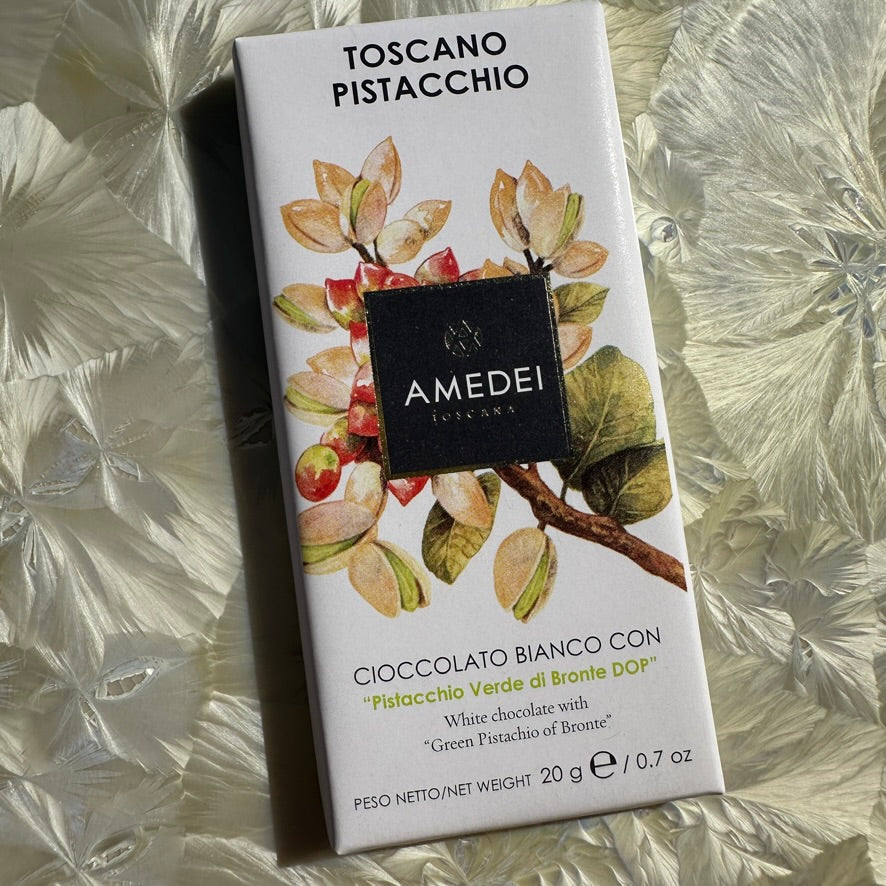 TOSCANO
PISTACCHIO
AMEDEI
TOSCANA
CIOCCOLATO BIANCO CON
“Pistacchio Verde di Bronte DOP”
White chocolate with
“Green Pistachio of Bronte”
PESO NETTO/NET WEIGHT 20 g ℮ / 0.7 oz